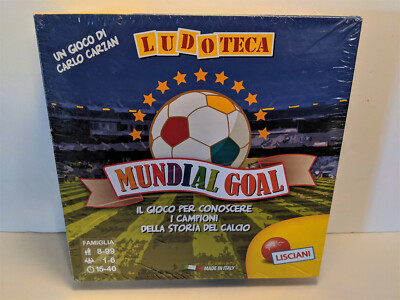 UN GIOCO DI
CARLO CARZAN
LUDOTECA
MUNDIAL GOAL
IL GIOCO PER CONOSCERE
I CAMPIONI
DELLA STORIA DEL CALCIO
FAMIGLIA
8-99
1-6
15-40
MADE IN ITALY
LISCIANI